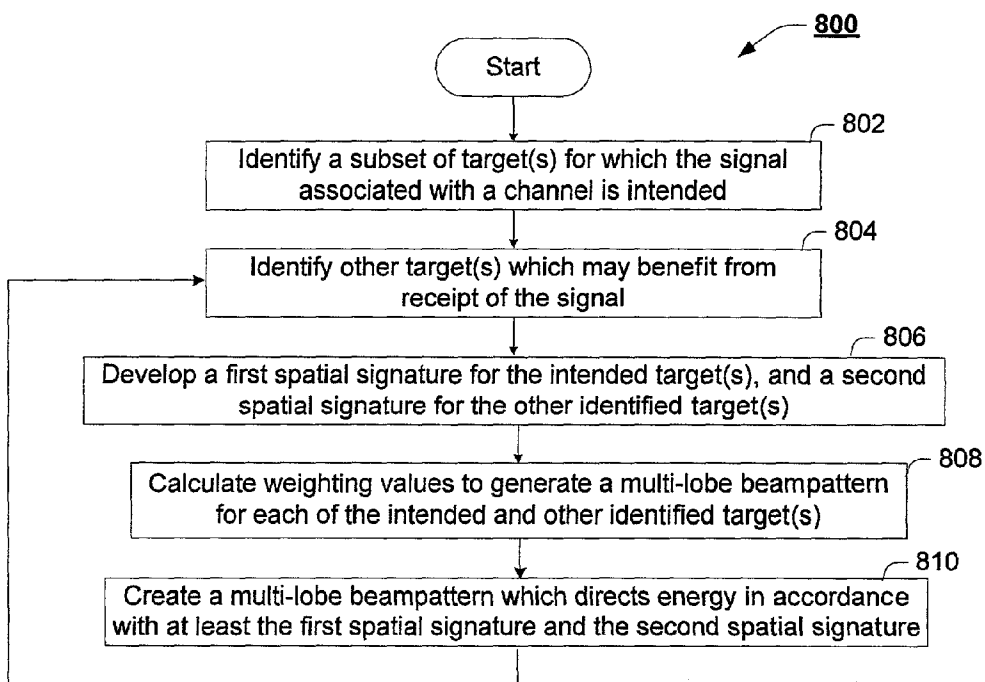 800
Start
802
Identify a subset of target(s) for which the signal
associated with a channel is intended
804
Identify other target(s) which may benefit from
receipt of the signal
806
Develop a first spatial signature for the intended target(s), and a second
spatial signature for the other identified target(s)
808
Calculate weighting values to generate a multi-lobe beampattern
for each of the intended and other identified target(s)
810
Create a multi-lobe beampattern which directs energy in accordance
with at least the first spatial signature and the second spatial signature